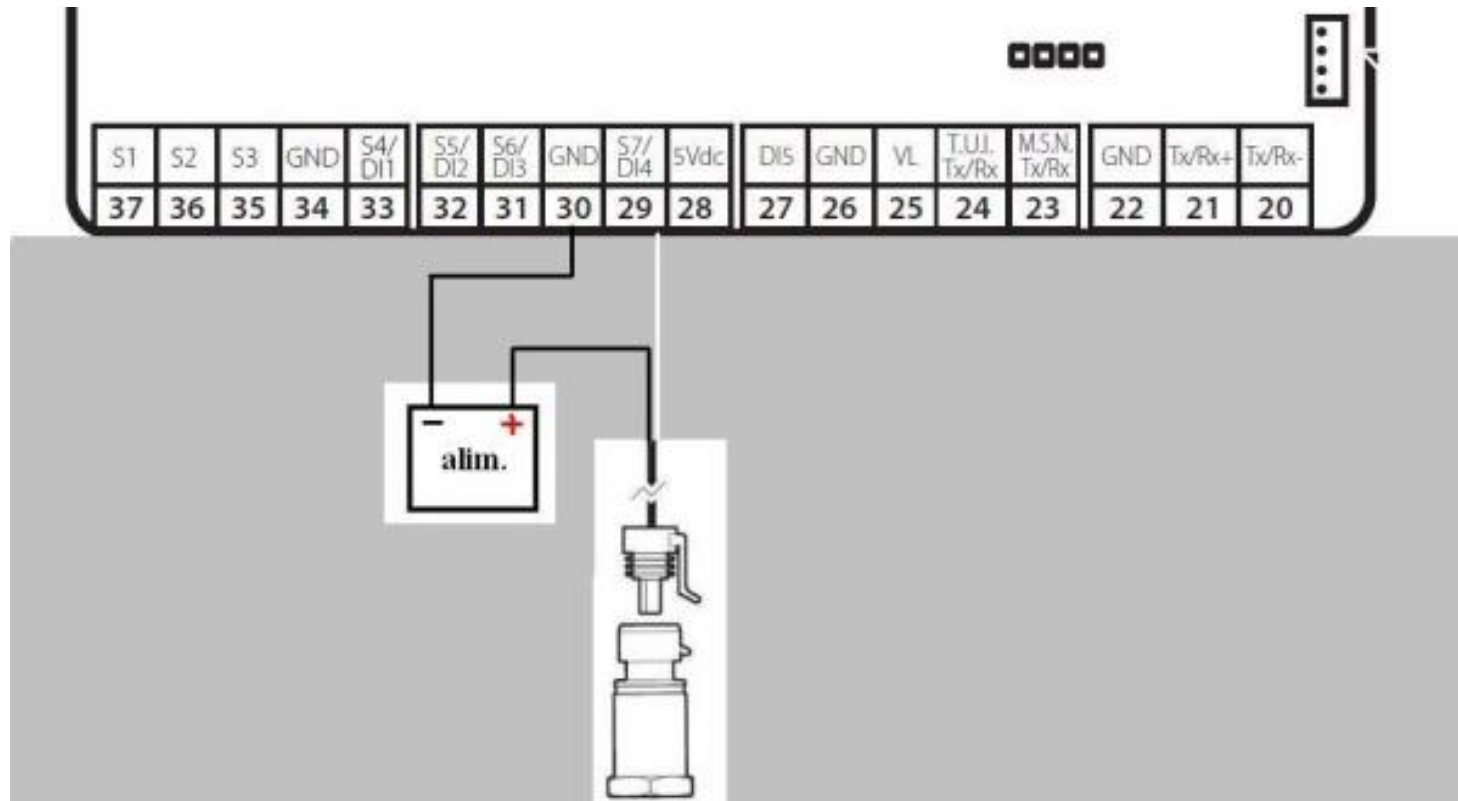 S1 S2 S3 GND S4/DI1 S5/DI2 S6/DI3 GND S7/DI4 5Vdc DI5 GND VL T.U.I. Tx/Rx M.S.N. Tx/Rx GND Tx/Rx+ Tx/Rx-
37 36 35 34 33 32 31 30 29 28 27 26 25 24 23 22 21 20
- +
alim.